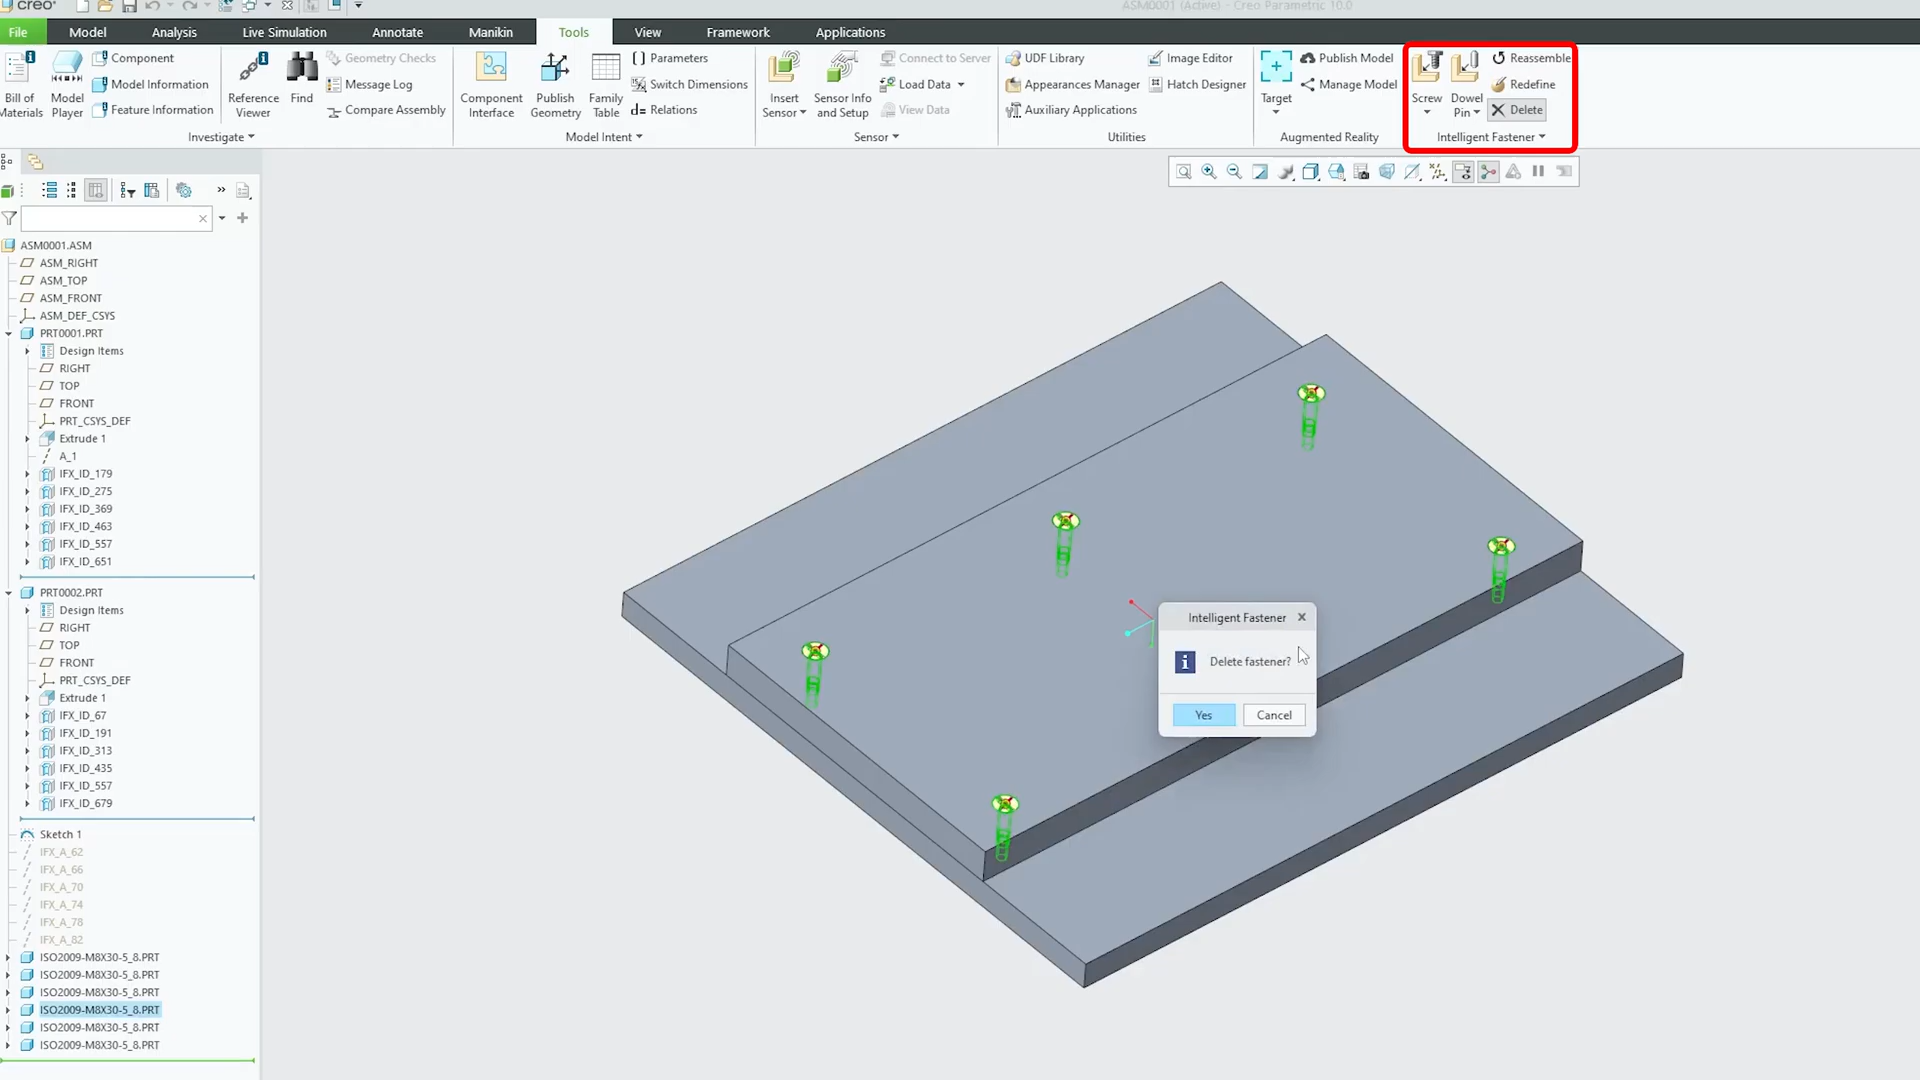 creo
ASM0001 (Active) - Creo Parametric 10.0
File Model Analysis Live Simulation Annotate Manikin Tools View Framework Applications
Bill of Materials
Model Player
Component
Model Information
Feature Information
Reference Viewer
Find
Geometry Checks
Message Log
Compare Assembly
Investigate
Component Interface
Publish Geometry
Family Table
Parameters
Switch Dimensions
Relations
Model Intent
Insert Sensor
Sensor Info and Setup
Connect to Server
Load Data
View Data
Sensor
UDF Library
Appearances Manager
Auxiliary Applications
Image Editor
Hatch Designer
Utilities
Target
Publish Model
Manage Model
Augmented Reality
Screw
Dowel Pin
Reassemble
Redefine
Delete
Intelligent Fastener
ASM0001.ASM
ASM_RIGHT
ASM_TOP
ASM_FRONT
ASM_DEF_CSYS
PRT0001.PRT
Design Items
RIGHT
TOP
FRONT
PRT_CSYS_DEF
Extrude 1
A_1
IFX_ID_179
IFX_ID_275
IFX_ID_369
IFX_ID_463
IFX_ID_557
IFX_ID_651
PRT0002.PRT
Design Items
RIGHT
TOP
FRONT
PRT_CSYS_DEF
Extrude 1
IFX_ID_67
IFX_ID_191
IFX_ID_313
IFX_ID_435
IFX_ID_557
IFX_ID_679
Sketch 1
IFX_A_62
IFX_A_66
IFX_A_70
IFX_A_74
IFX_A_78
IFX_A_82
ISO2009-M8X30-5_8.PRT
ISO2009-M8X30-5_8.PRT
ISO2009-M8X30-5_8.PRT
ISO2009-M8X30-5_8.PRT
ISO2009-M8X30-5_8.PRT
ISO2009-M8X30-5_8.PRT
Intelligent Fastener
Delete fastener?
Yes Cancel